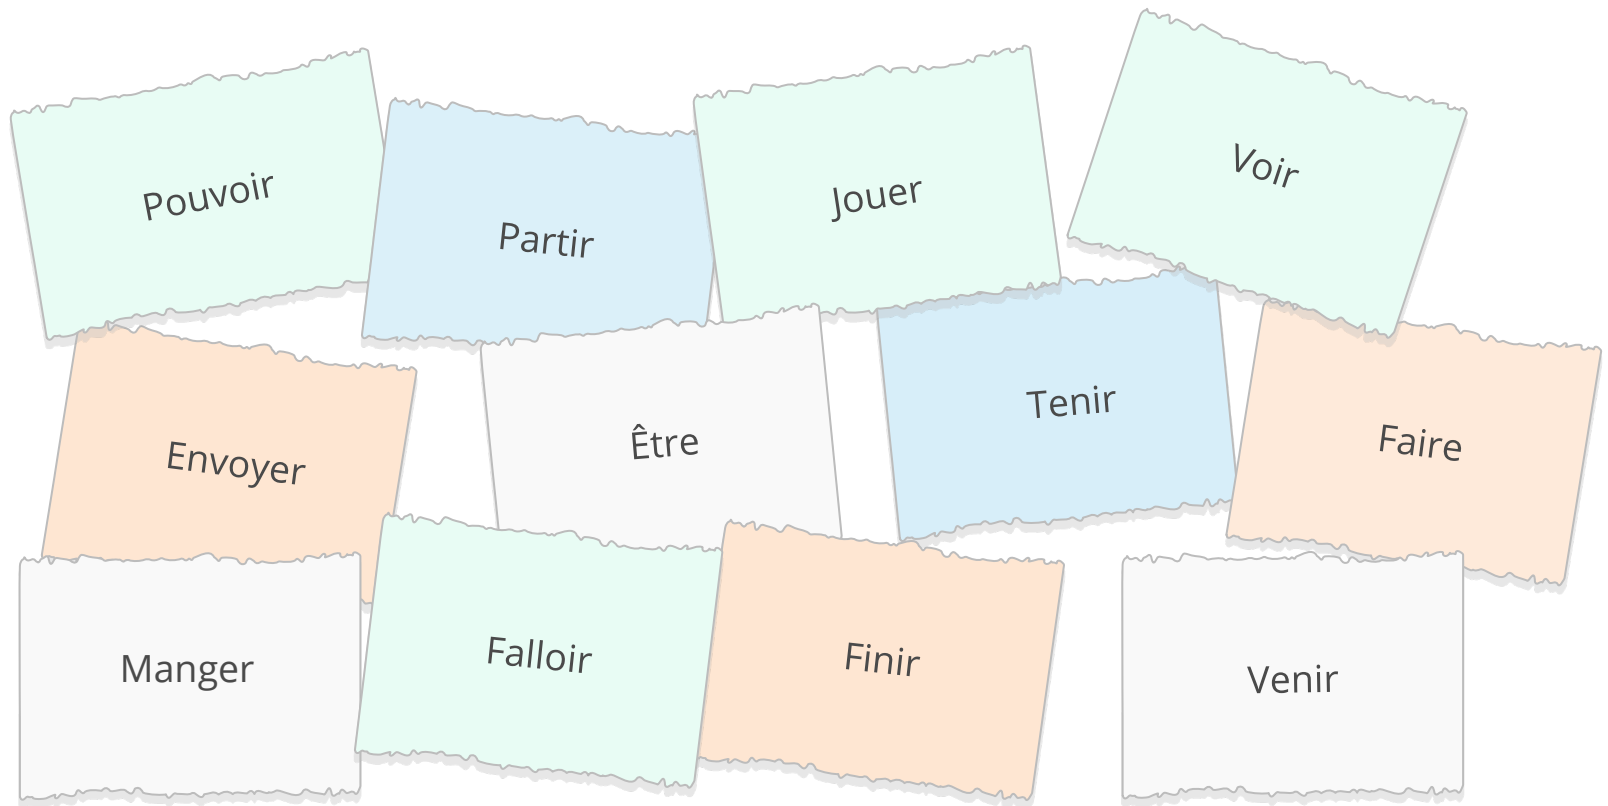 Pouvoir
Partir
Jouer
Voir
Envoyer
Être
Tenir
Faire
Manger
Falloir
Finir
Venir